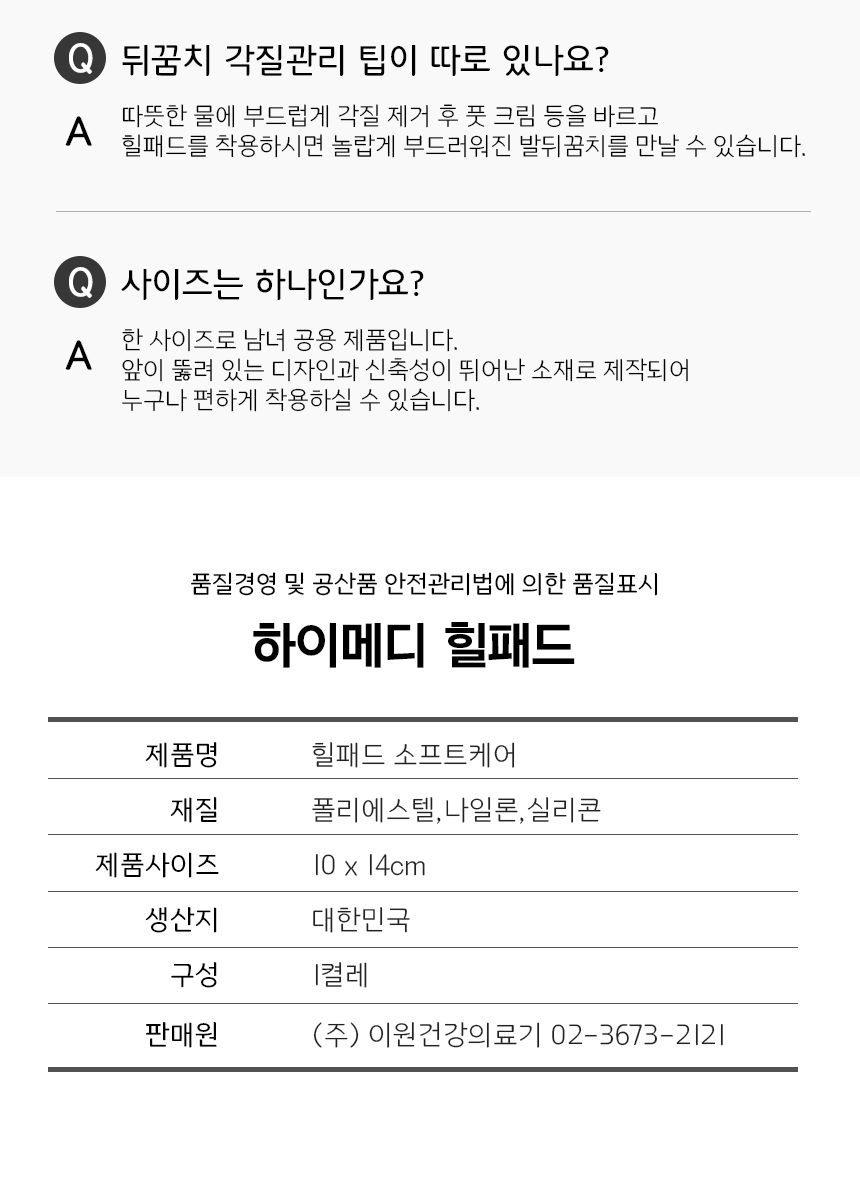 Q 뒤꿈치 각질관리 팁이 따로 있나요?
A 따뜻한 물에 부드럽게 각질 제거 후 풋 크림 등을 바르고
힐패드를 착용하시면 놀랍게 부드러워진 발뒤꿈치를 만날 수 있습니다.
Q 사이즈는 하나인가요?
A 한 사이즈로 남녀 공용 제품입니다.
앞이 뚫려 있는 디자인과 신축성이 뛰어난 소재로 제작되어
누구나 편하게 착용하실 수 있습니다.
품질경영 및 공산품 안전관리법에 의한 품질표시
하이메디 힐패드
제품명 힐패드 소프트케어
재질 폴리에스텔,나일론,실리콘
제품사이즈 10 x 14cm
생산지 대한민국
구성 1켤레
판매원 (주) 이원건강의료기 02-3673-2121